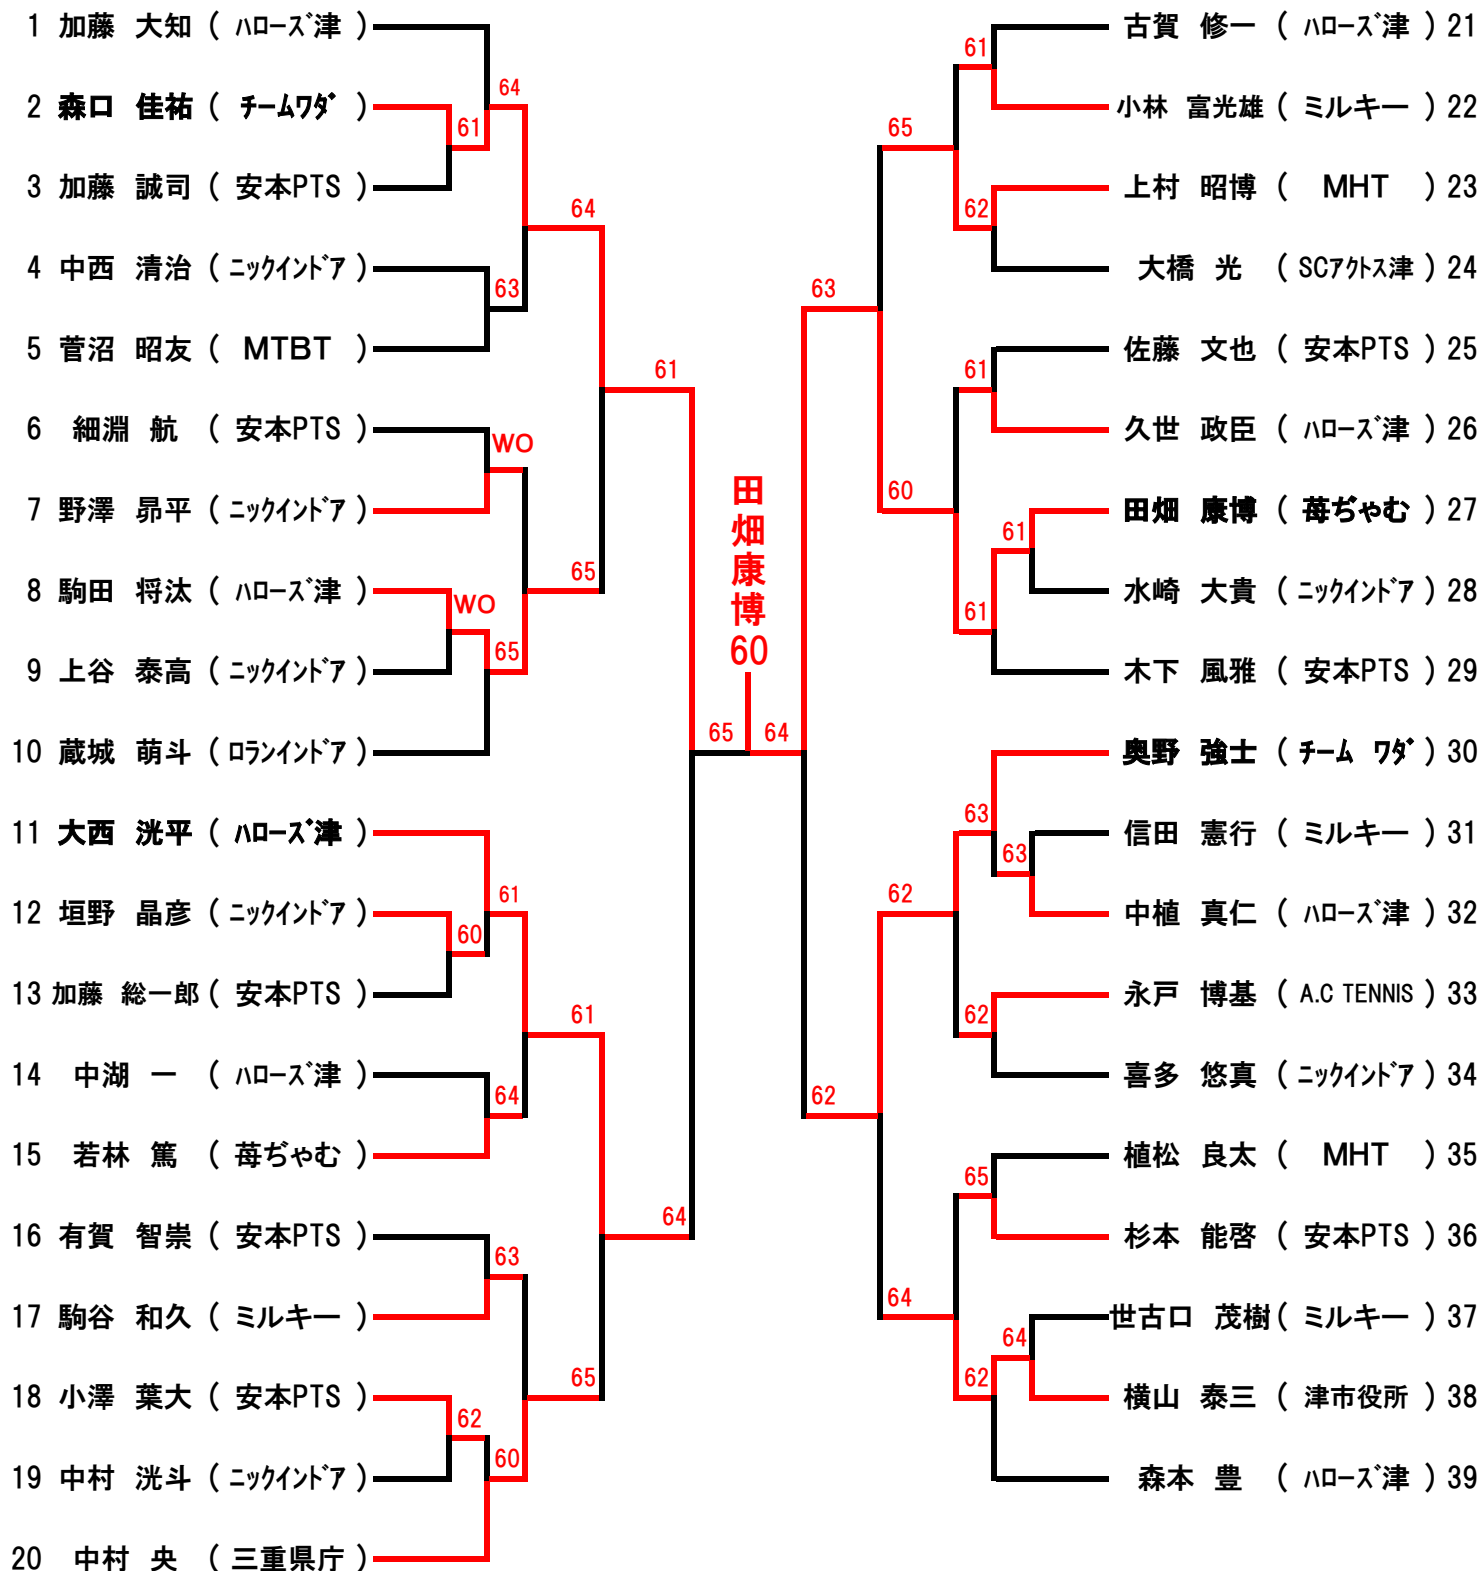 1 加藤 大知 ( ハローズ津 )
64
2 森口 佳祐 ( チームワダ )
61
3 加藤 誠司 ( 安本PTS )
64
4 中西 清治 ( ニックインドア )
63
5 菅沼 昭友 ( MTBT )
61
6 細淵 航 ( 安本PTS )
WO
7 野澤 昻平 ( ニックインドア )
65
8 駒田 将汰 ( ハローズ津 )
WO
65
9 上谷 泰高 ( ニックインドア )
10 蔵城 萌斗 ( ロランインドア )
65
11 大西 洸平 ( ハローズ津 )
61
12 垣野 晶彦 ( ニックインドア )
60
13 加藤 総一郎 ( 安本PTS )
61
14 中湖 一 ( ハローズ津 )
64
15 若林 篤 ( 苺ぢゃむ )
64
16 有賀 智崇 ( 安本PTS )
63
17 駒谷 和久 ( ミルキー )
65
18 小澤 葉大 ( 安本PTS )
62
60
19 中村 洸斗 ( ニックインドア )
20 中村 央 ( 三重県庁 )
田畑康博
60
64
古賀 修一 ( ハローズ津 ) 21
61
小林 富光雄 ( ミルキー ) 22
65
上村 昭博 ( MHT ) 23
62
大橋 光 ( SCアクトス津 ) 24
63
佐藤 文也 ( 安本PTS ) 25
61
久世 政臣 ( ハローズ津 ) 26
60
田畑 康博 ( 苺ぢゃむ ) 27
61
水崎 大貴 ( ニックインドア ) 28
61
木下 風雅 ( 安本PTS ) 29
奥野 強士 ( チーム ワダ ) 30
63
信田 憲行 ( ミルキー ) 31
63
中植 真仁 ( ハローズ津 ) 32
62
永戸 博基 ( A.C TENNIS ) 33
62
喜多 悠真 ( ニックインドア ) 34
62
植松 良太 ( MHT ) 35
65
杉本 能啓 ( 安本PTS ) 36
64
世古口 茂樹 ( ミルキー ) 37
64
62
横山 泰三 ( 津市役所 ) 38
森本 豊 ( ハローズ津 ) 39